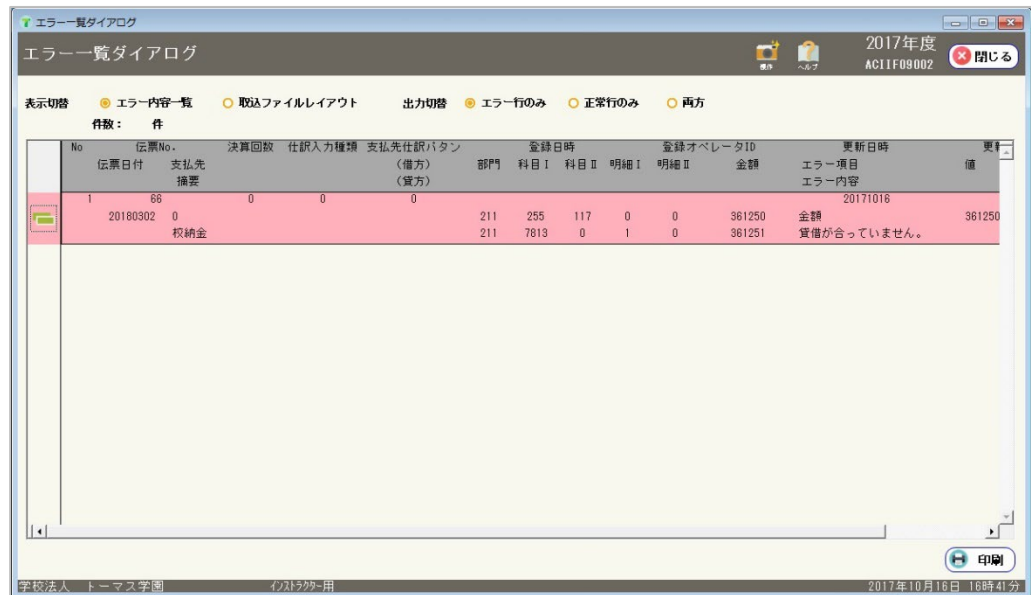 エラー一覧ダイアログ
エラー一覧ダイアログ
操作
ヘルプ
2017年度
ACIIF09002
閉じる
表示切替 エラー内容一覧 取込ファイルレイアウト 出力切替 エラー行のみ 正常行のみ 両方
件数： 件
No 伝票No. 決算回数 仕訳入力種類 支払先仕訳パタン 登録日時 登録オペレータID 更新日時
伝票日付 支払先 (借方) 部門 科目Ⅰ 科目Ⅱ 明細Ⅰ 明細Ⅱ 金額 エラー項目 値
摘要 (貸方) エラー内容
1 66 0 0 0 20171016
20180302 0 211 255 117 0 0 361250 金額 361250
校納金 211 7813 0 1 0 361251 貸借が合っていません。
印刷
学校法人 トーマス学園 インストラクター用 2017年10月16日 16時41分